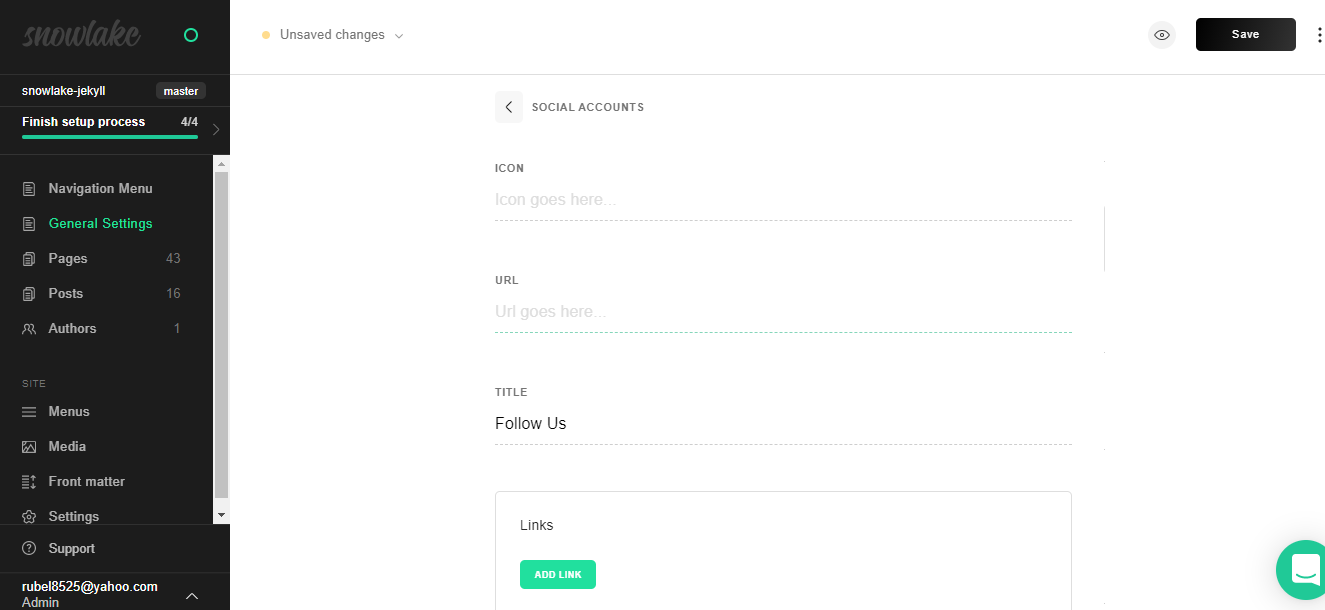 snowlake
Unsaved changes
Save
snowlake-jekyll master
Finish setup process 4/4
SOCIAL ACCOUNTS
Navigation Menu
General Settings
Pages 43
Posts 16
Authors 1
SITE
Menus
Media
Front matter
Settings
Support
rubel8525@yahoo.com
Admin
ICON
Icon goes here...
URL
Url goes here...
TITLE
Follow Us
Links
ADD LINK